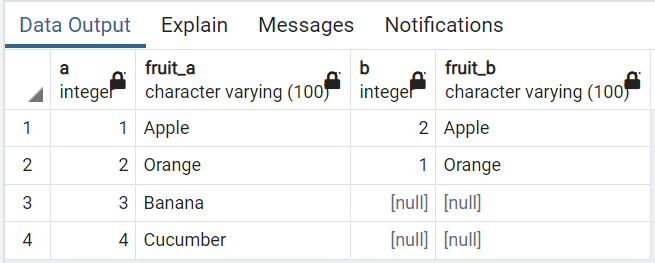 Data Output Explain Messages Notifications
a fruit_a b fruit_b
integer character varying (100) integer character varying (100)
1 1 Apple 2 Apple
2 2 Orange 1 Orange
3 3 Banana [null] [null]
4 4 Cucumber [null] [null]